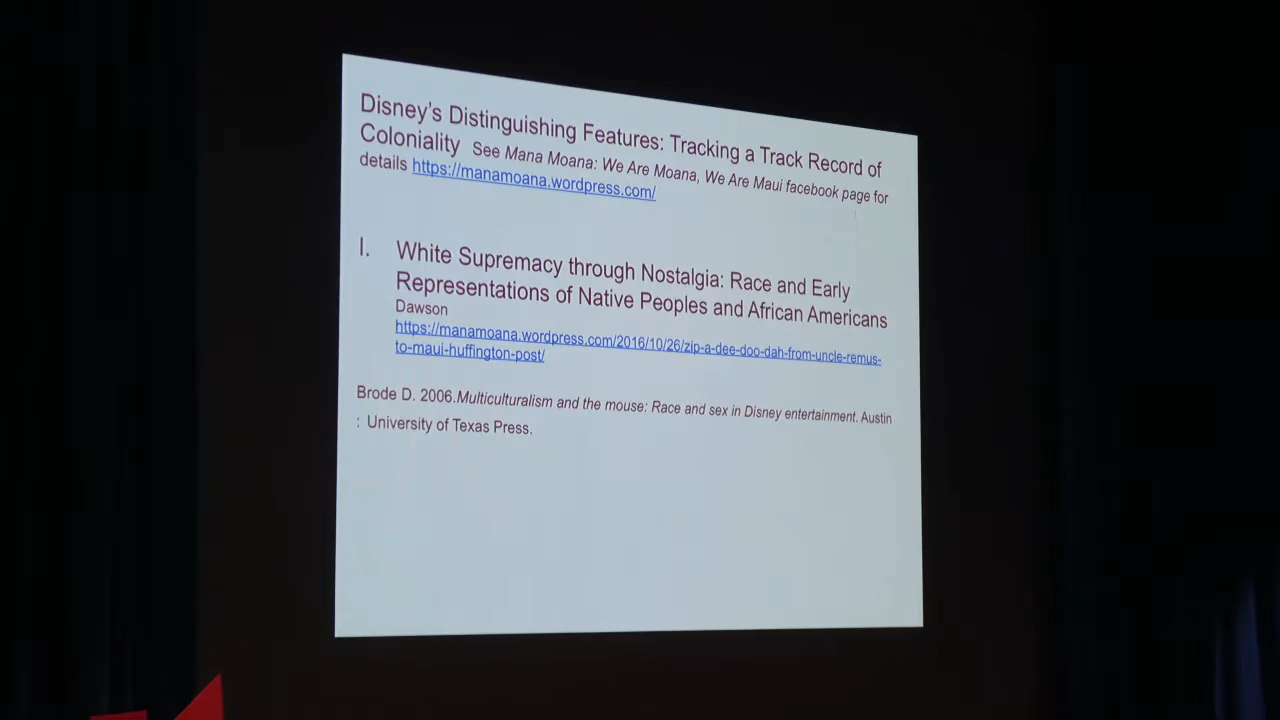 Disney's Distinguishing Features: Tracking a Track Record of
Coloniality See Mana Moana: We Are Moana, We Are Maui facebook page for
details https://manamoana.wordpress.com/
I. White Supremacy through Nostalgia: Race and Early
Representations of Native Peoples and African Americans
Dawson
https://manamoana.wordpress.com/2016/10/26/zip-a-dee-doo-dah-from-uncle-remus-
to-maui-huffington-post/
Brode D. 2006.Multiculturalism and the mouse: Race and sex in Disney entertainment. Austin
: University of Texas Press.